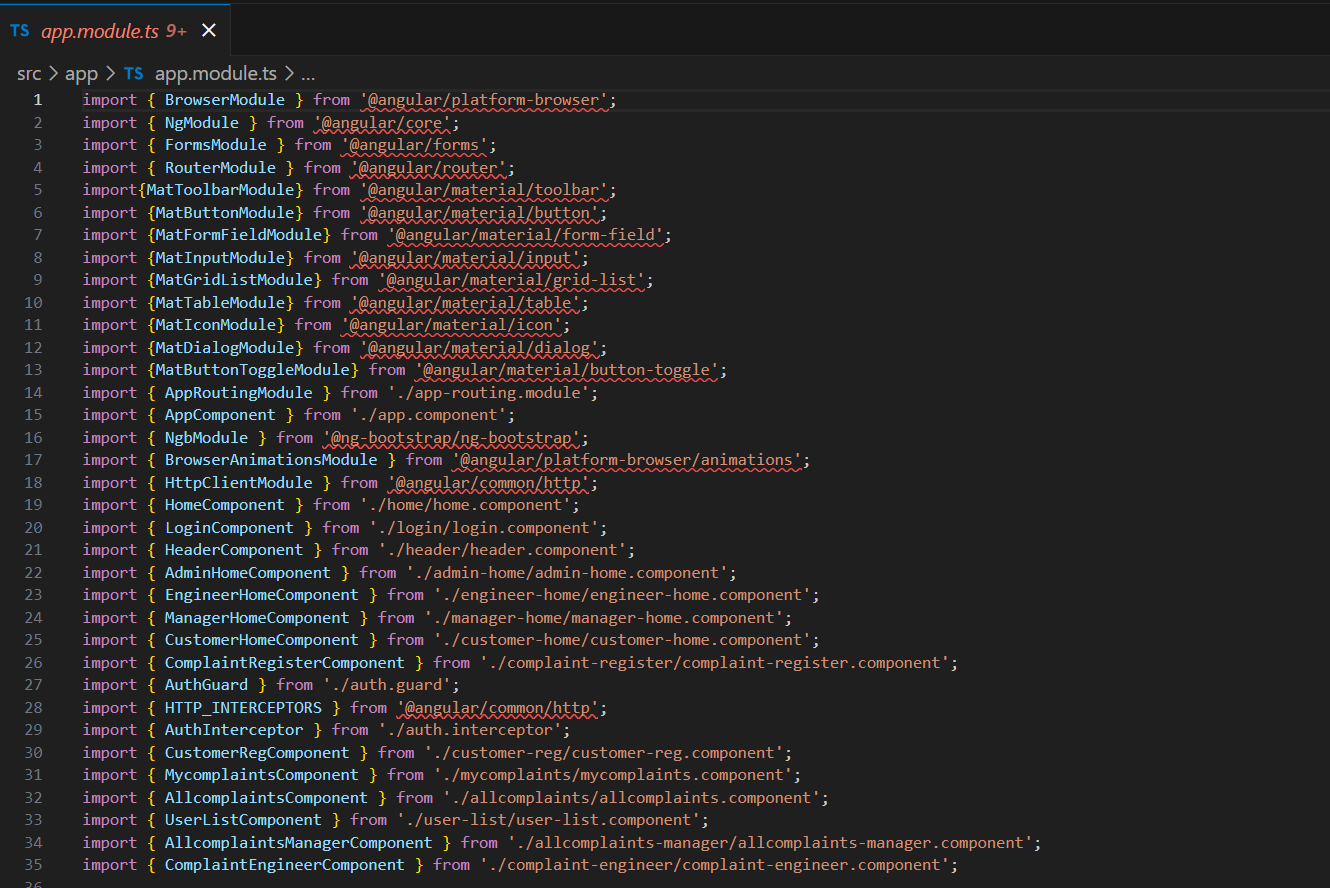 TS app.module.ts 9+ ×
src > app > TS app.module.ts > ...
1 import { BrowserModule } from '@angular/platform-browser';
2 import { NgModule } from '@angular/core';
3 import { FormsModule } from '@angular/forms';
4 import { RouterModule } from '@angular/router';
5 import{MatToolbarModule} from '@angular/material/toolbar';
6 import {MatButtonModule} from '@angular/material/button';
7 import {MatFormFieldModule} from '@angular/material/form-field';
8 import {MatInputModule} from '@angular/material/input';
9 import {MatGridListModule} from '@angular/material/grid-list';
10 import {MatTableModule} from '@angular/material/table';
11 import {MatIconModule} from '@angular/material/icon';
12 import {MatDialogModule} from '@angular/material/dialog';
13 import {MatButtonToggleModule} from '@angular/material/button-toggle';
14 import { AppRoutingModule } from './app-routing.module';
15 import { AppComponent } from './app.component';
16 import { NgbModule } from '@ng-bootstrap/ng-bootstrap';
17 import { BrowserAnimationsModule } from '@angular/platform-browser/animations';
18 import { HttpClientModule } from '@angular/common/http';
19 import { HomeComponent } from './home/home.component';
20 import { LoginComponent } from './login/login.component';
21 import { HeaderComponent } from './header/header.component';
22 import { AdminHomeComponent } from './admin-home/admin-home.component';
23 import { EngineerHomeComponent } from './engineer-home/engineer-home.component';
24 import { ManagerHomeComponent } from './manager-home/manager-home.component';
25 import { CustomerHomeComponent } from './customer-home/customer-home.component';
26 import { ComplaintRegisterComponent } from './complaint-register/complaint-register.component';
27 import { AuthGuard } from './auth.guard';
28 import { HTTP_INTERCEPTORS } from '@angular/common/http';
29 import { AuthInterceptor } from './auth.interceptor';
30 import { CustomerRegComponent } from './customer-reg/customer-reg.component';
31 import { MycomplaintsComponent } from './mycomplaints/mycomplaints.component';
32 import { AllcomplaintsComponent } from './allcomplaints/allcomplaints.component';
33 import { UserListComponent } from './user-list/user-list.component';
34 import { AllcomplaintsManagerComponent } from './allcomplaints-manager/allcomplaints-manager.component';
35 import { ComplaintEngineerComponent } from './complaint-engineer/complaint-engineer.component';
36